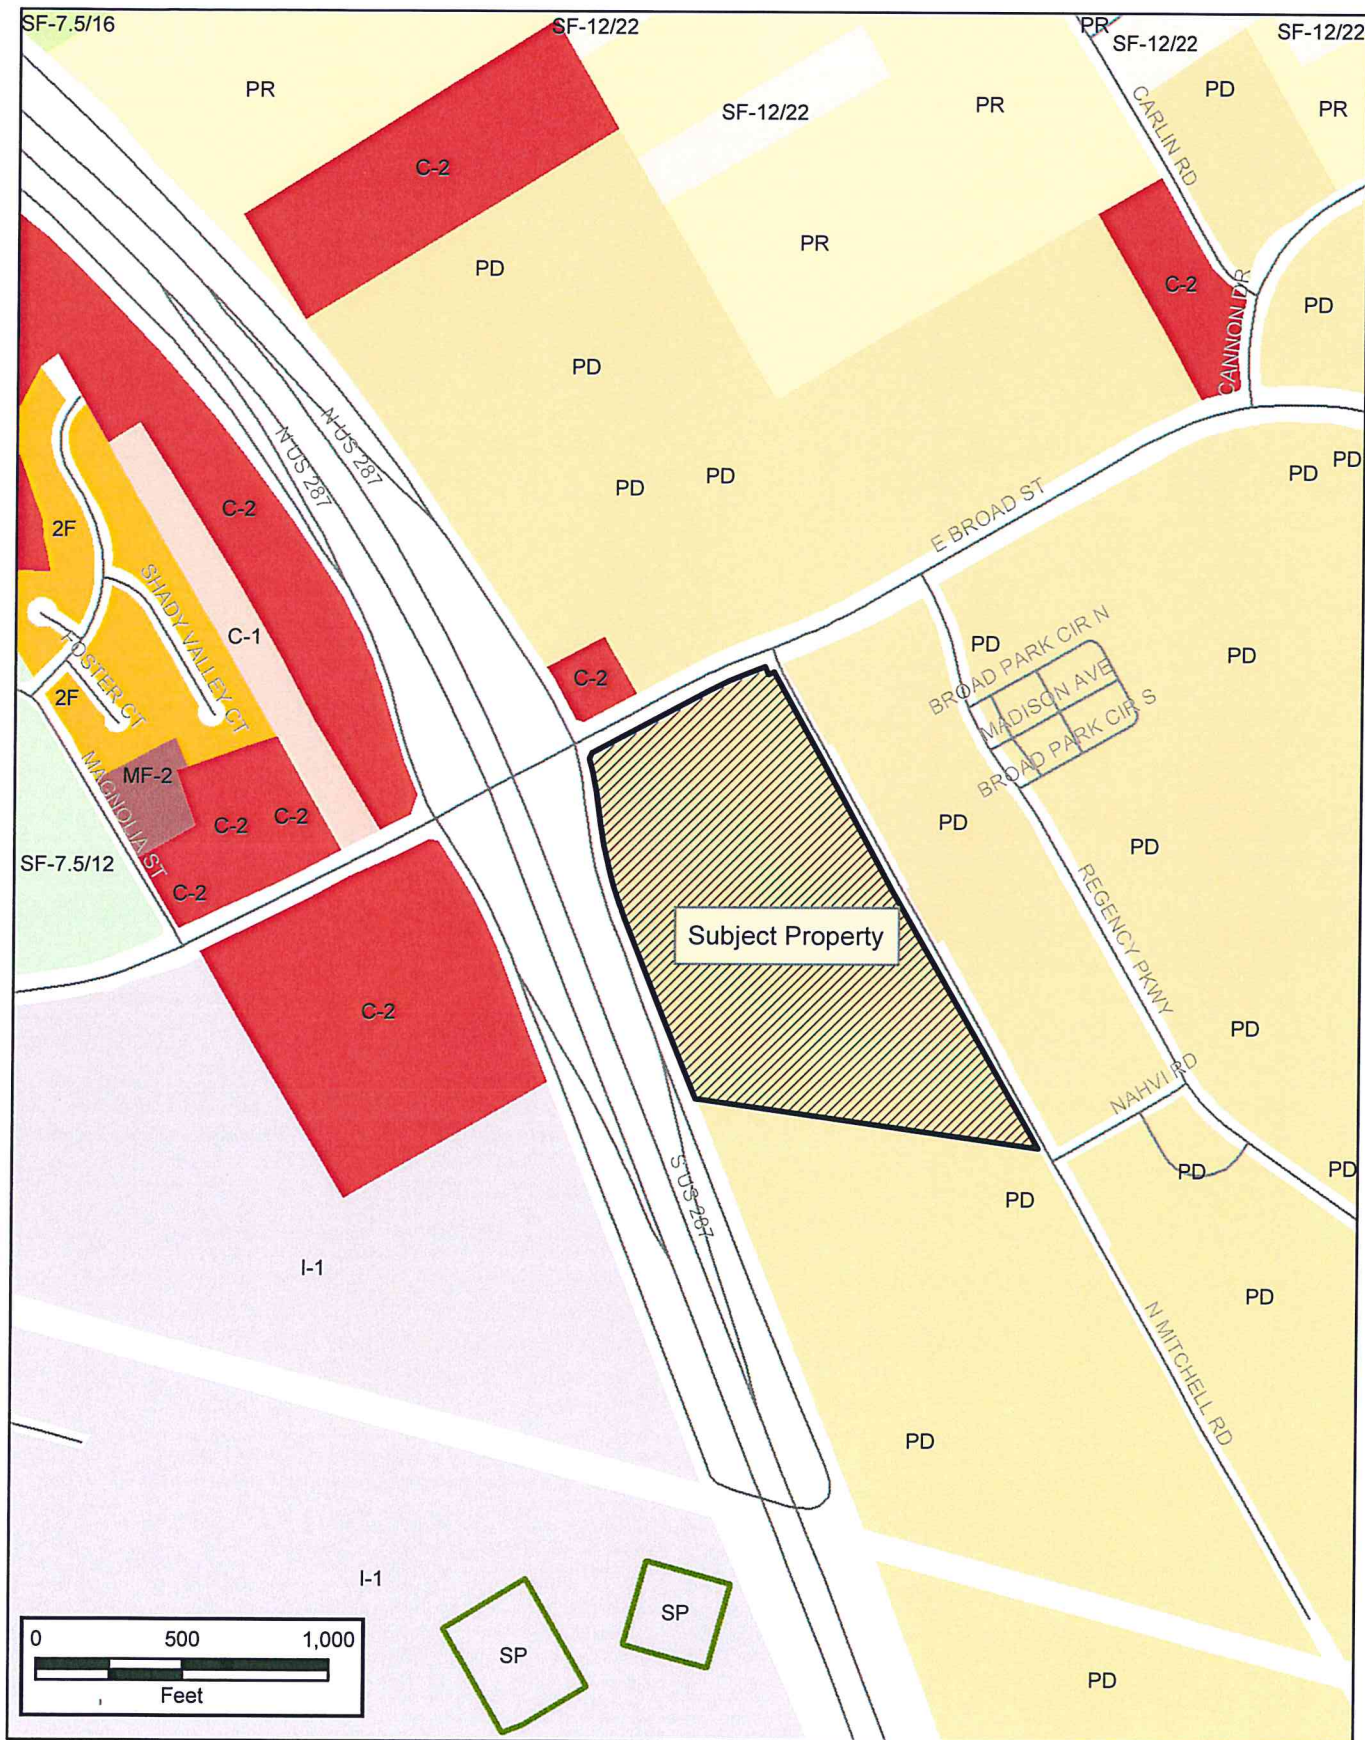 SF-7.5/16
SF-12/22
PR
SF-12/22
SF-12/22
PR
C-2
SF-12/22
PR
CARLIN RD
PD
PR
PD
PR
C-2
CANNON DR
PD
PD
N US 287
N US 287
C-2
PD
PD
E BROAD ST
PD
PD
2F
SHADY VALLEY CT
C-1
FOSTER CT
2F
C-2
PD
BROAD PARK CIR N
MADISON AVE
BROAD PARK CIR S
PD
MAGNOLIA ST
MF-2
C-2
C-2
C-2
SF-7.5/12
PD
PD
REGENCY PKWY
Subject Property
C-2
PD
NAHVI RD
S US 287
PD
PD
PD
I-1
PD
N MITCHELL RD
PD
I-1
SP
SP
PD
0 500 1,000
Feet